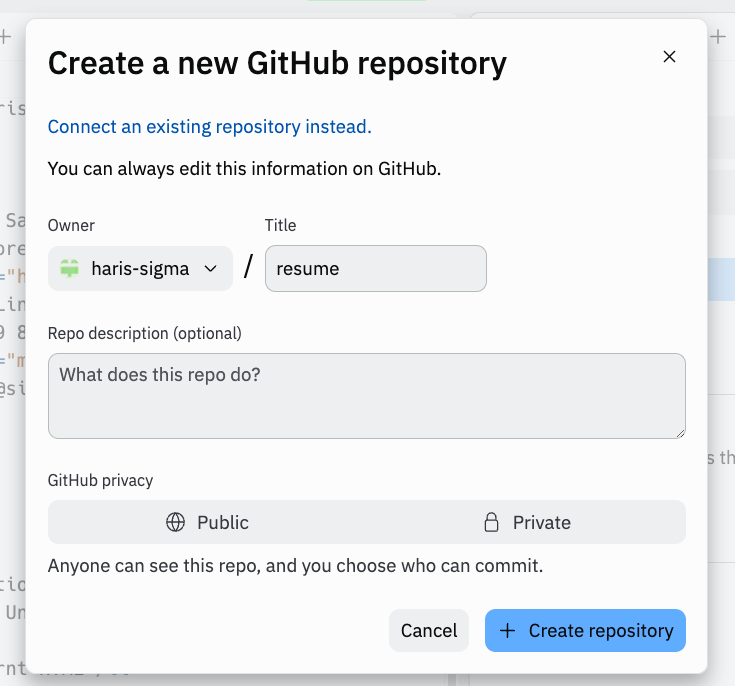 Create a new GitHub repository
Connect an existing repository instead.
You can always edit this information on GitHub.
Owner
Title
haris-sigma / resume
Repo description (optional)
What does this repo do?
GitHub privacy
Public
Private
Anyone can see this repo, and you choose who can commit.
Cancel
+ Create repository